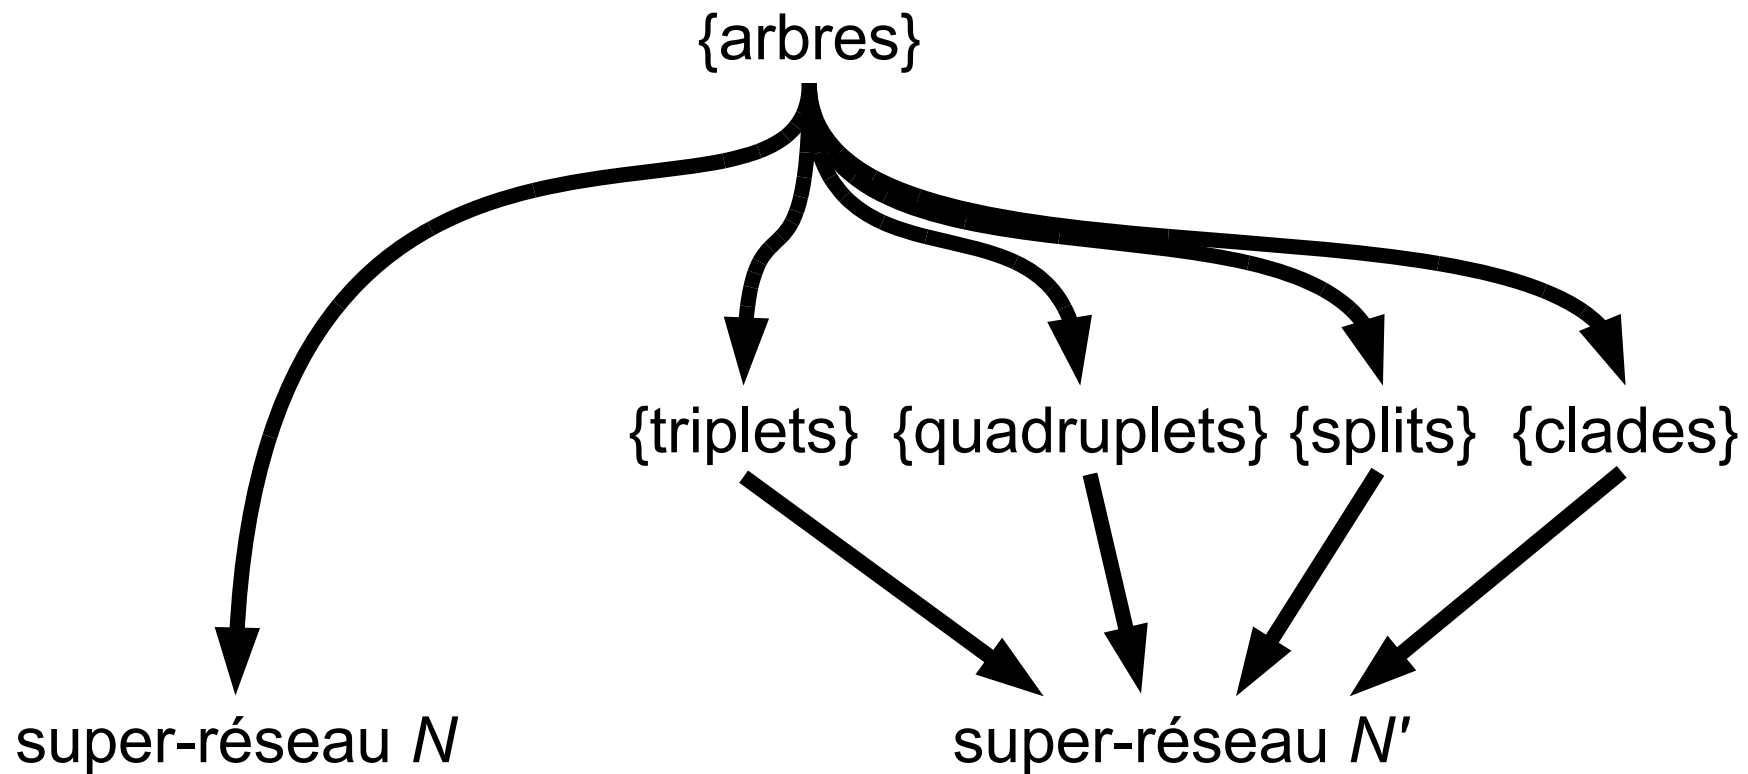 {arbres}
{triplets} {quadruplets} {splits} {clades}
super-réseau N super-réseau N'